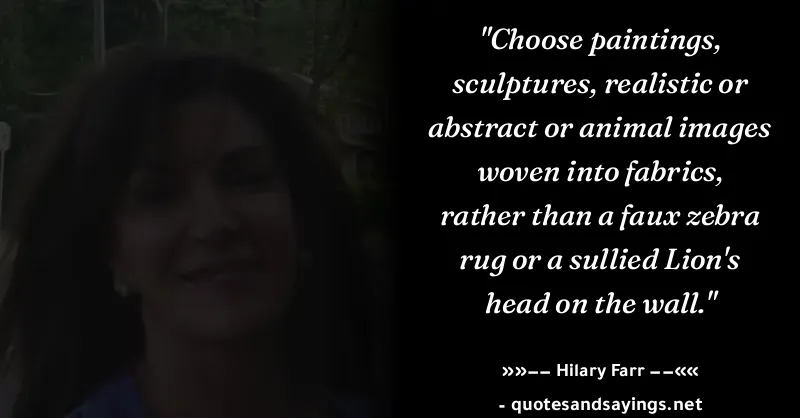 "Choose paintings,
sculptures, realistic or
abstract or animal images
woven into fabrics,
rather than a faux zebra
rug or a sullied Lion's
head on the wall."
»»−− Hilary Farr −−««
- quotesandsayings.net